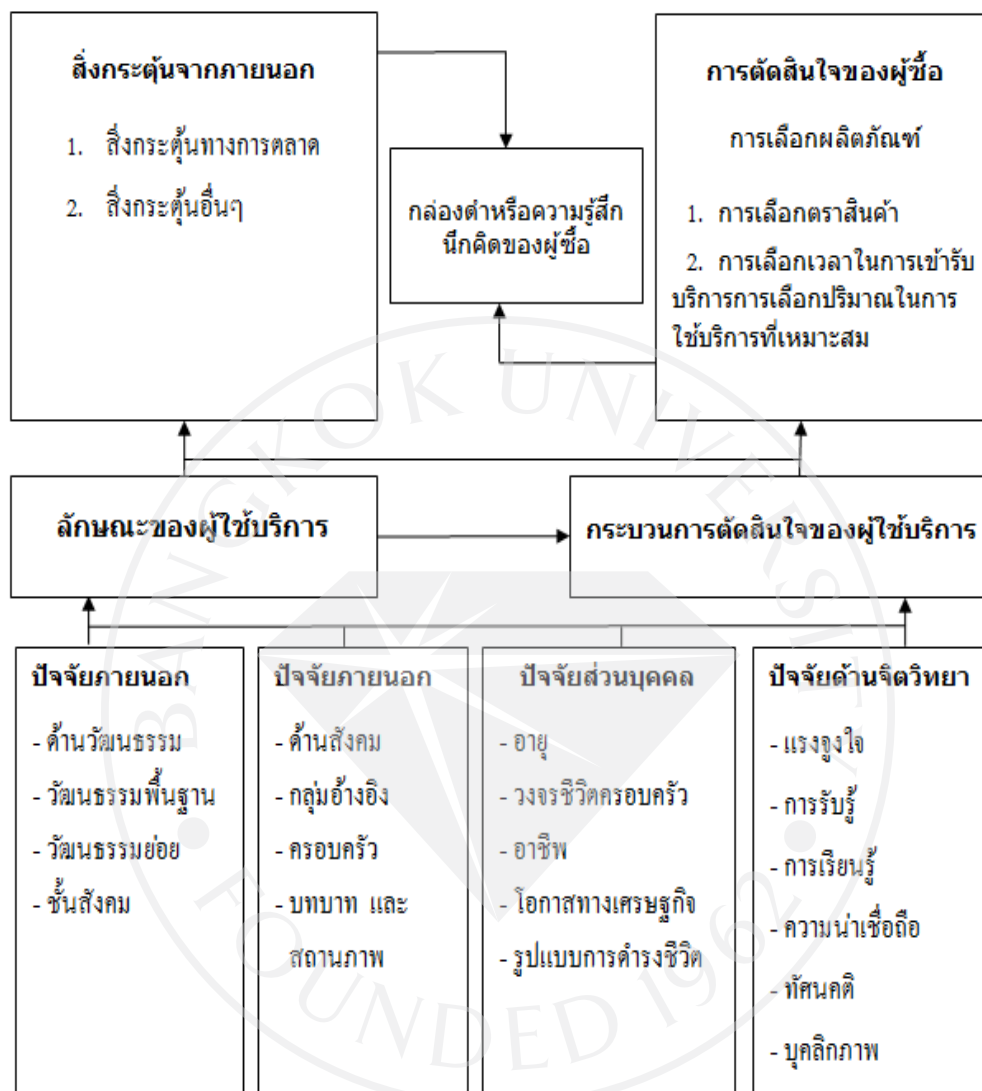 สิ่งกระตุ้นจากภายนอก
1. สิ่งกระตุ้นทางการตลาด
2. สิ่งกระตุ้นอื่นๆ
กล่องดำหรือความรู้สึก
นึกคิดของผู้ซื้อ
การตัดสินใจของผู้ซื้อ
การเลือกผลิตภัณฑ์
1. การเลือกตราสินค้า
2. การเลือกเวลาในการเข้ารับ
บริการการเลือกปริมาณในการ
ใช้บริการที่เหมาะสม
ลักษณะของผู้ใช้บริการ
กระบวนการตัดสินใจของผู้ใช้บริการ
ปัจจัยภายนอก
- ด้านวัฒนธรรม
- วัฒนธรรมพื้นฐาน
- วัฒนธรรมย่อย
- ชั้นสังคม
ปัจจัยภายนอก
- ด้านสังคม
- กลุ่มอ้างอิง
- ครอบครัว
- บทบาท และ
สถานภาพ
ปัจจัยส่วนบุคคล
- อายุ
- วงจรชีวิตครอบครัว
- อาชีพ
- โอกาสทางเศรษฐกิจ
- รูปแบบการดำรงชีวิต
ปัจจัยด้านจิตวิทยา
- แรงจูงใจ
- การรับรู้
- การเรียนรู้
- ความน่าเชื่อถือ
- ทัศนคติ
- บุคลิกภาพ
BANGKOK UNIVERSITY
FOUNDED 1962